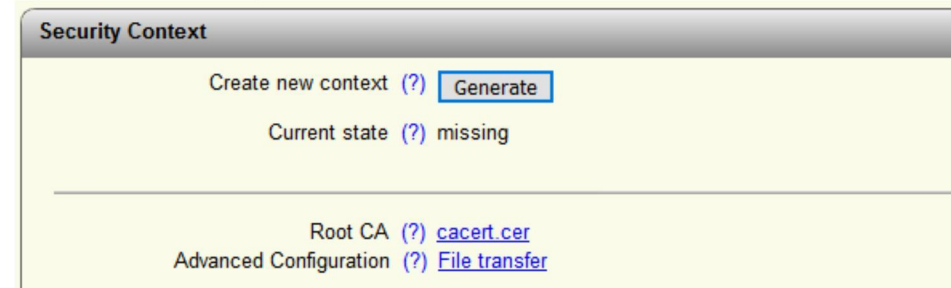 Security Context
Create new context (?) Generate
Current state (?) missing
Root CA (?) cacert.cer
Advanced Configuration (?) File transfer